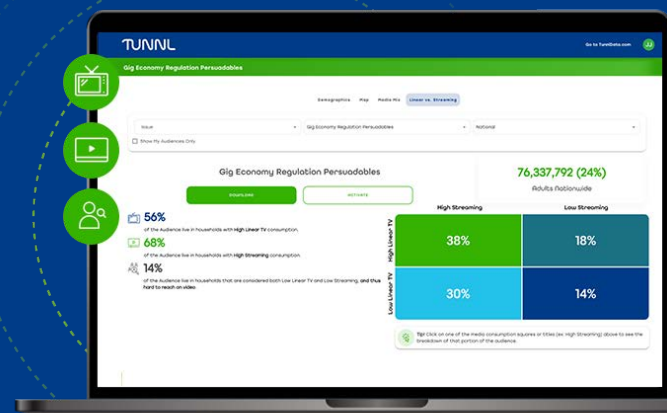 TUNNL
Go to TunnlData.com
JJ
Gig Economy Regulation Persuadables
Demographics Map Media Mix Linear vs. Streaming
Issue
Gig Economy Regulation Persuadables
National
Show My Audiences Only
Gig Economy Regulation Persuadables
DOWNLOAD
ACTIVATE
76,337,792 (24%)
Adults Nationwide
56%
of the Audience live in households with High Linear TV consumption.
68%
of the Audience live in households with High Streaming consumption.
14%
of the Audience live in households that are considered both Low Linear TV and Low Streaming, and thus
hard to reach on video.
High Streaming
Low Streaming
High Linear TV
38%
18%
Low Linear TV
30%
14%
Tip! Click on one of the media consumption squares or titles (ex: High Streaming) above to see the
breakdown of that portion of the audience.